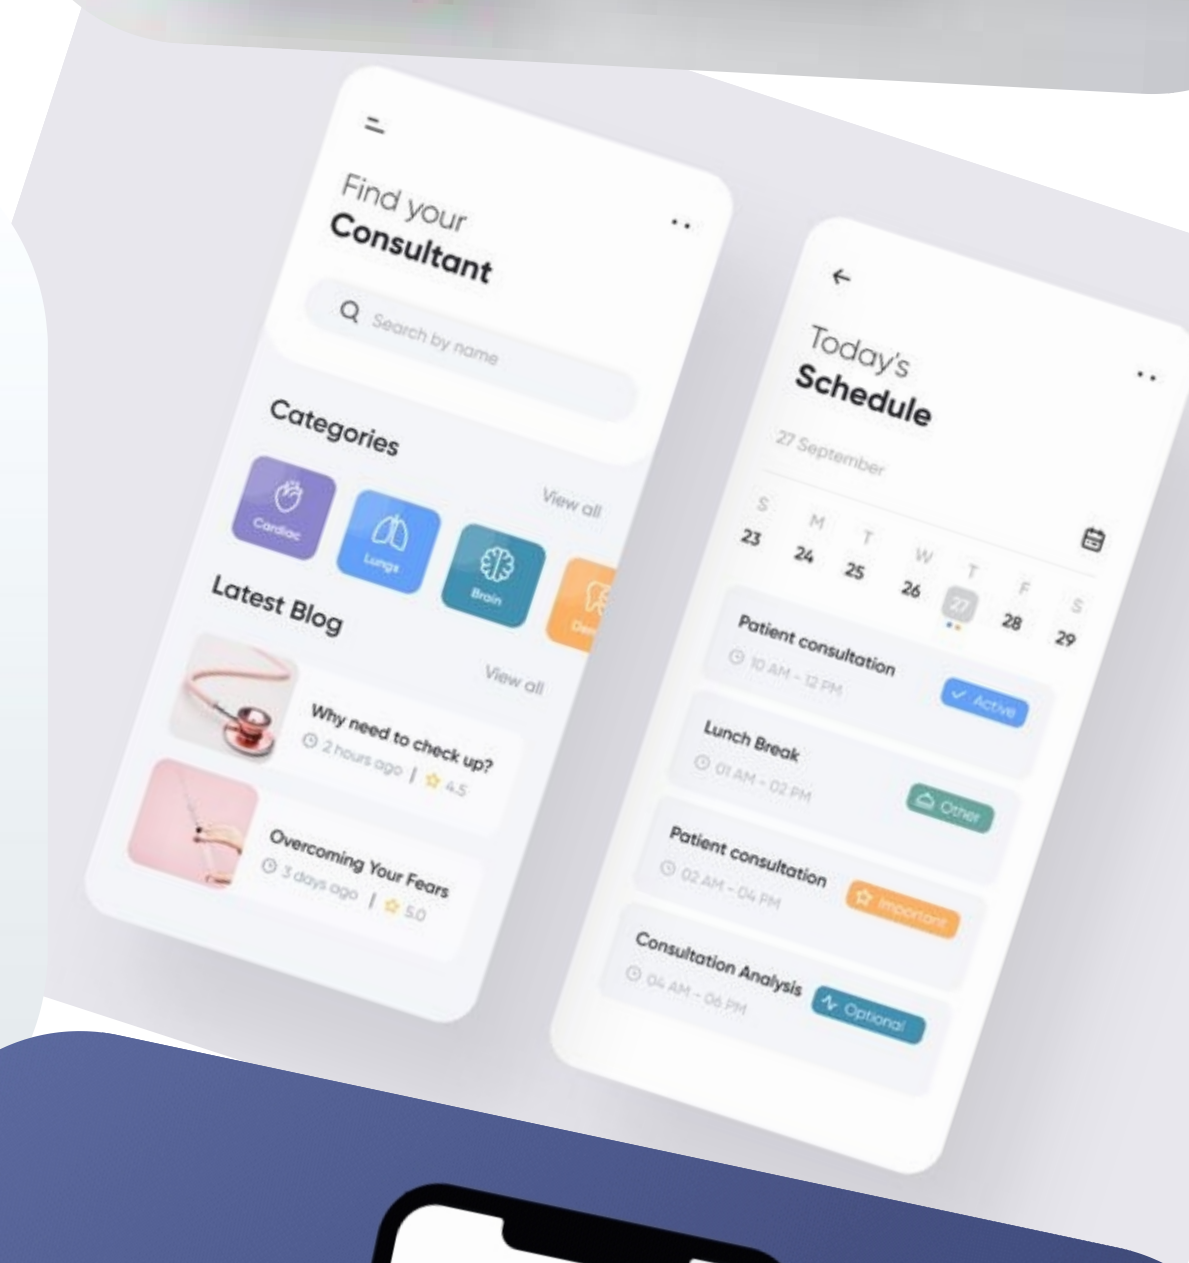 Find your
Consultant
Search by name
Categories
View all
Cardiac
Lungs
Brain
Latest Blog
View all
Why need to check up?
2 hours ago | 4.5
Overcoming Your Fears
3 days ago | 5.0
Today's
Schedule
27 September
S M T W T F S
23 24 25 26 27 28 29
Patient consultation
10 AM - 12 PM
Active
Lunch Break
01 AM - 02 PM
Other
Patient consultation
02 AM - 04 PM
Important
Consultation Analysis
04 AM - 06 PM
Optional